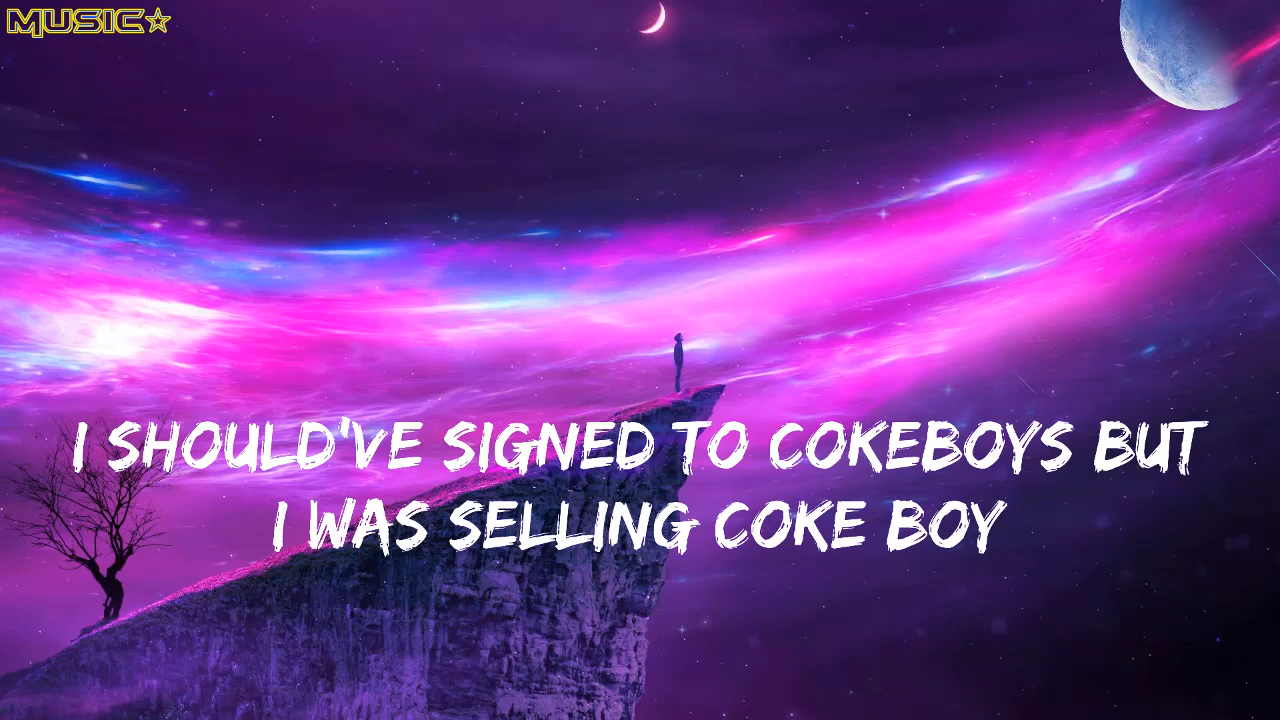 MUSIC☆
I SHOULD'VE SIGNED TO COKEBOYS BUT
I WAS SELLING COKE BOY